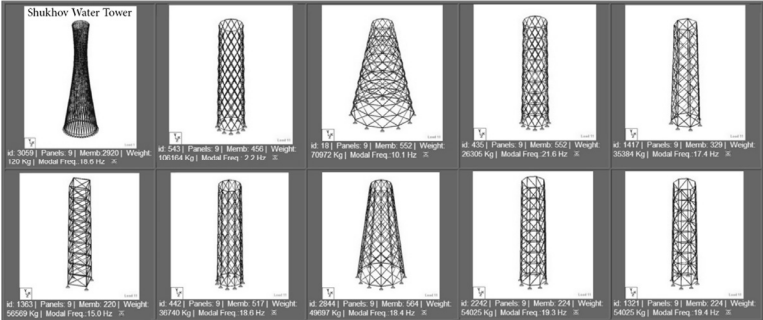 Shukhov Water Tower
id: 3059| Panels: 9 | Memb:2920| Weight:
120 Kg | Modal Freq.:18.6 Hz
id: 543| Panels: 9 | Memb: 456| Weight:
106164 Kg | Modal Freq.: 2.2 Hz
id: 18| Panels: 9 | Memb: 552| Weight:
70972 Kg | Modal Freq.:10.1 Hz
id: 435| Panels: 9 | Memb: 552| Weight:
26305 Kg | Modal Freq.:21.6 Hz
id: 1417| Panels: 9 | Memb: 329| Weight:
35384 Kg | Modal Freq.:17.4 Hz
id: 1363| Panels: 9 | Memb: 220| Weight:
56569 Kg | Modal Freq.:15.0 Hz
id: 442| Panels: 9 | Memb: 517| Weight:
36740 Kg | Modal Freq.:18.6 Hz
id: 2844| Panels: 9 | Memb: 564| Weight:
49697 Kg | Modal Freq.:18.4 Hz
id: 2242| Panels: 9 | Memb: 224| Weight:
54025 Kg | Modal Freq.:19.3 Hz
id: 1321| Panels: 9 | Memb: 224| Weight:
54025 Kg | Modal Freq.:19.4 Hz